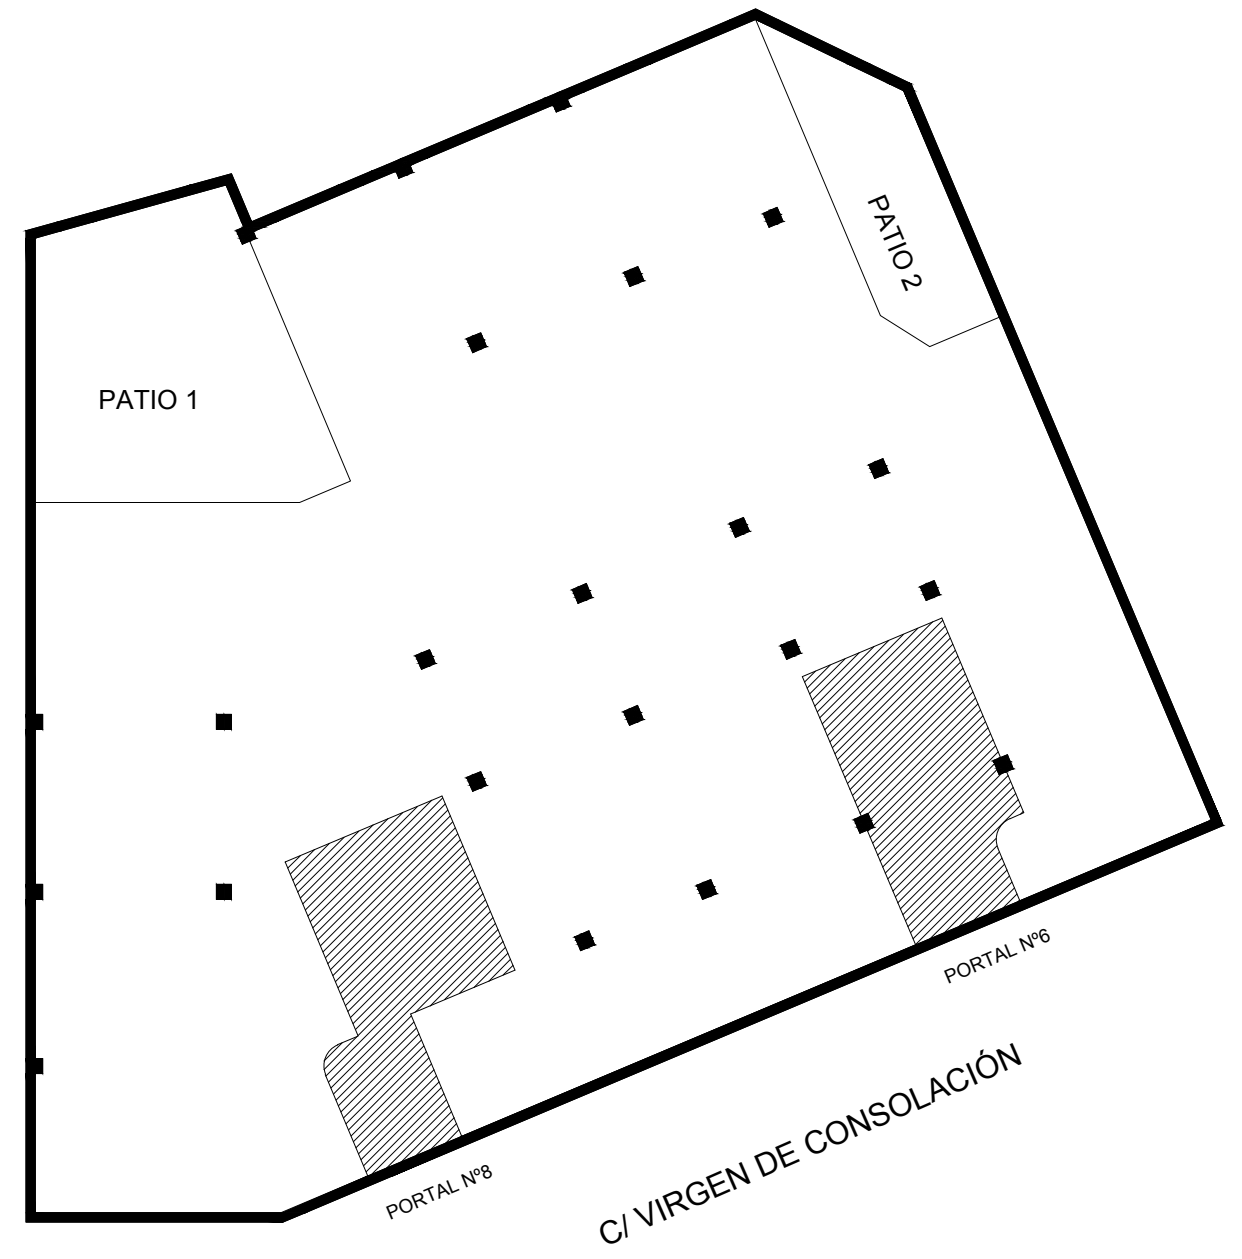 PATIO 2
PATIO 1
PORTAL Nº6
C/ VIRGEN DE CONSOLACIÓN
PORTAL Nº8